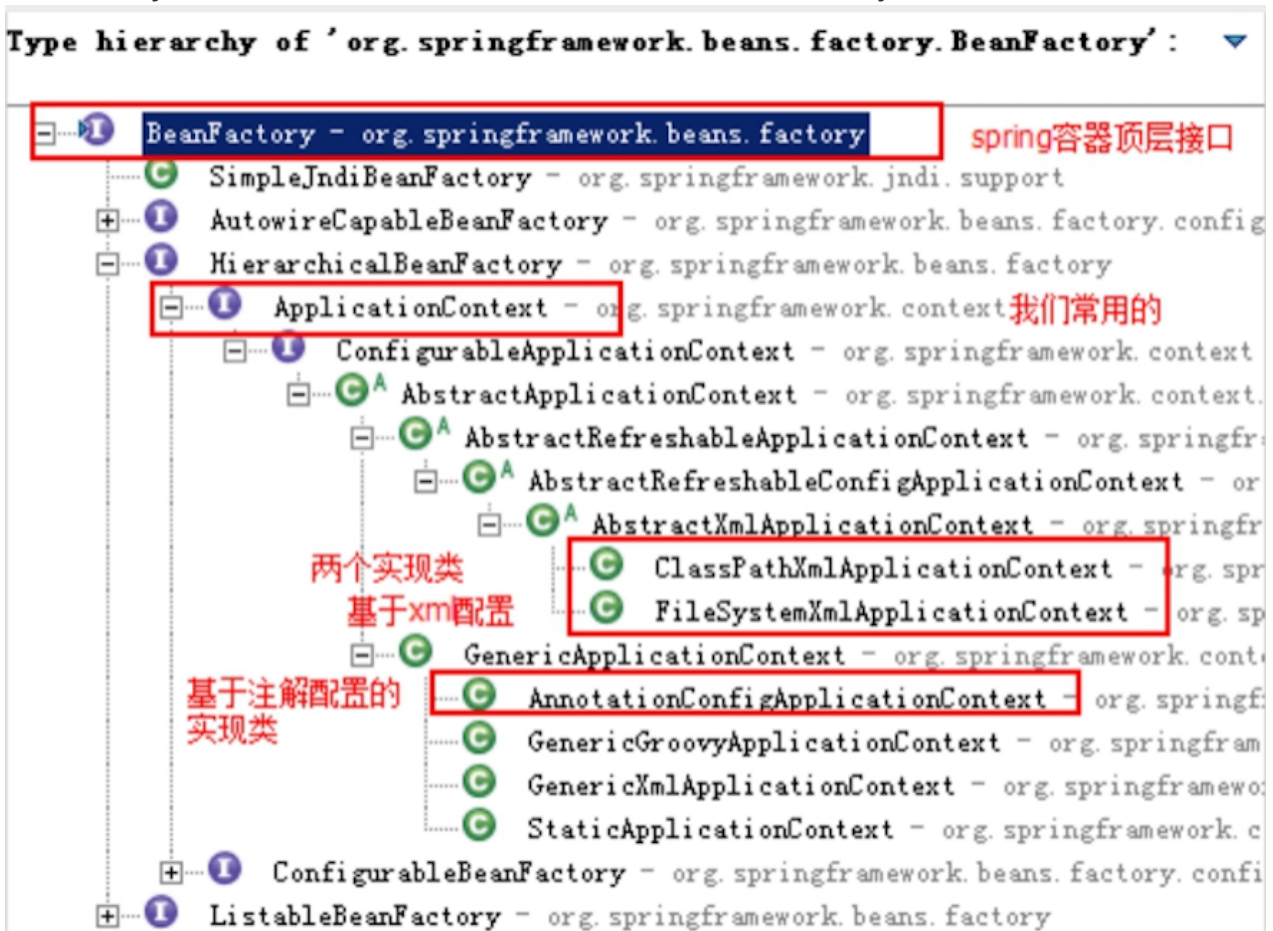 Type hierarchy of 'org.springframework.beans.factory.BeanFactory':
BeanFactory - org.springframework.beans.factory spring容器顶层接口
SimpleJndiBeanFactory - org.springframework.jndi.support
AutowireCapableBeanFactory - org.springframework.beans.factory.config
HierarchicalBeanFactory - org.springframework.beans.factory
ApplicationContext - org.springframework.context 我们常用的
ConfigurableApplicationContext - org.springframework.context
AbstractApplicationContext - org.springframework.context.
AbstractRefreshableApplicationContext - org.springfr
AbstractRefreshableConfigApplicationContext - or
AbstractXmlApplicationContext - org.springfr
两个实现类 ClassPathXmlApplicationContext - org.spr
基于xml配置 FileSystemXmlApplicationContext - org.sp
GenericApplicationContext - org.springframework.cont
基于注解配置的 AnnotationConfigApplicationContext - org.springf
实现类 GenericGroovyApplicationContext - org.springfram
GenericXmlApplicationContext - org.springframewo
StaticApplicationContext - org.springframework.c
ConfigurableBeanFactory - org.springframework.beans.factory.confi
ListableBeanFactory - org.springframework.beans.factory